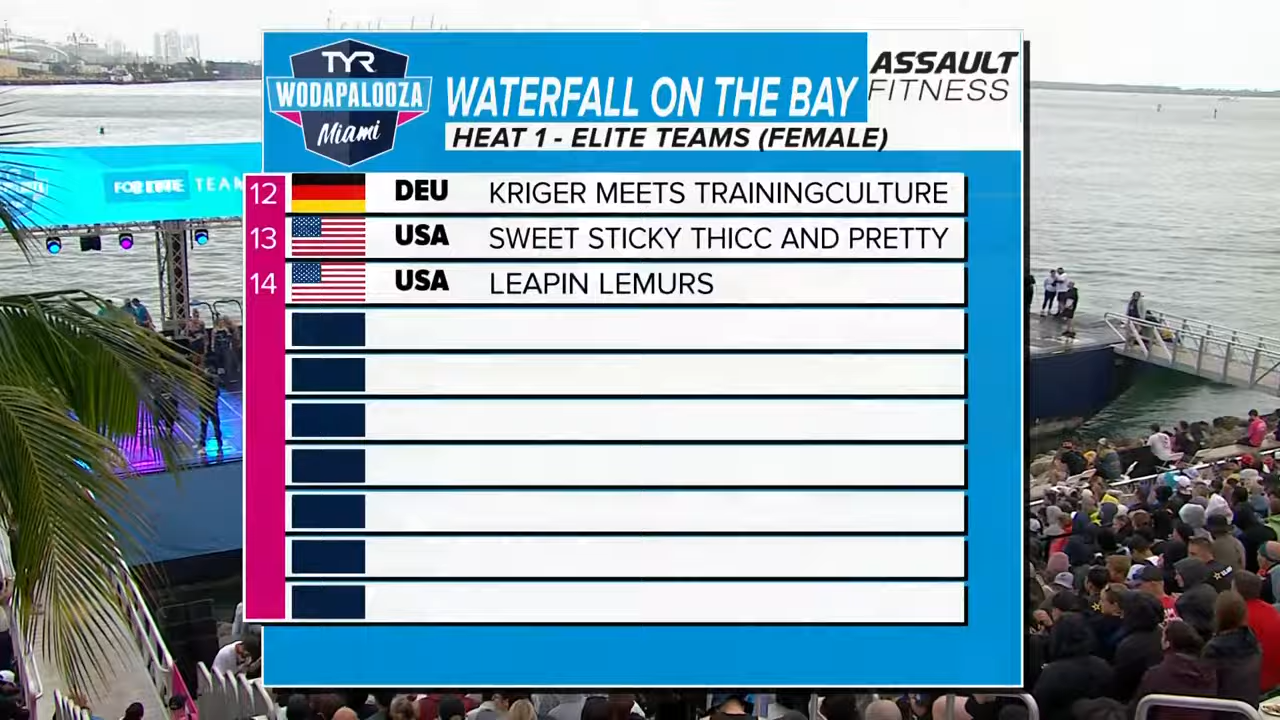 TYR
WODAPALOOZA
Miami
WATERFALL ON THE BAY
ASSAULT
FITNESS
HEAT 1 - ELITE TEAMS (FEMALE)
12 DEU KRIGER MEETS TRAININGCULTURE
13 USA SWEET STICKY THICC AND PRETTY
14 USA LEAPIN LEMURS